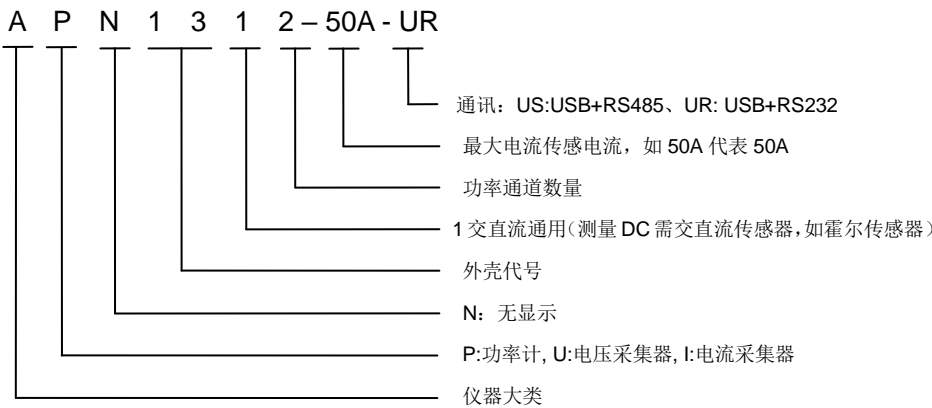 A P N 1 3 1 2 – 50A - UR
通讯：US:USB+RS485、UR: USB+RS232
最大电流传感电流，如 50A 代表 50A
功率通道数量
1 交直流通用（测量 DC 需交直流传感器，如霍尔传感器）
外壳代号
N：无显示
P:功率计, U:电压采集器, I:电流采集器
仪器大类